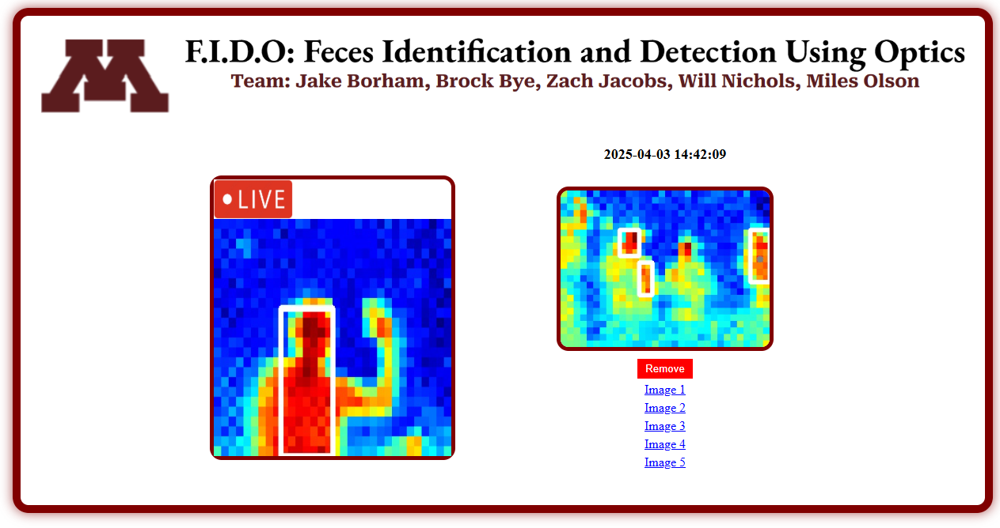 M
F.I.D.O: Feces Identification and Detection Using Optics
Team: Jake Borham, Brock Bye, Zach Jacobs, Will Nichols, Miles Olson
2025-04-03 14:42:09
LIVE
Remove
Image 1
Image 2
Image 3
Image 4
Image 5